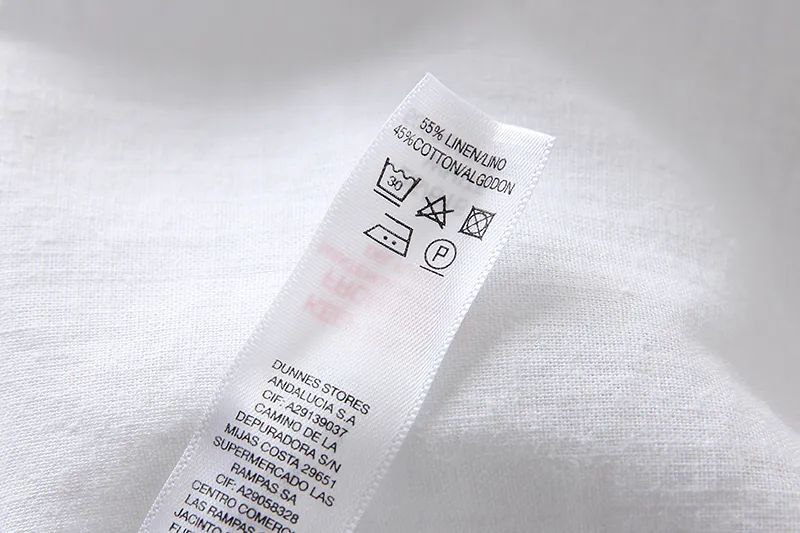 55% LINEN/LINO
45% COTTON/ALGODON
30
P
DUNNES STORES
ANDALUCIA S.A
CIF: A29139037
CAMINO DE LA
DEPURADORA S/N
MIJAS COSTA 29651
SUPERMERCADO LAS
RAMPAS SA
CIF: A29058328
CENTRO COMERC
LAS RAMPAS
JACINTO